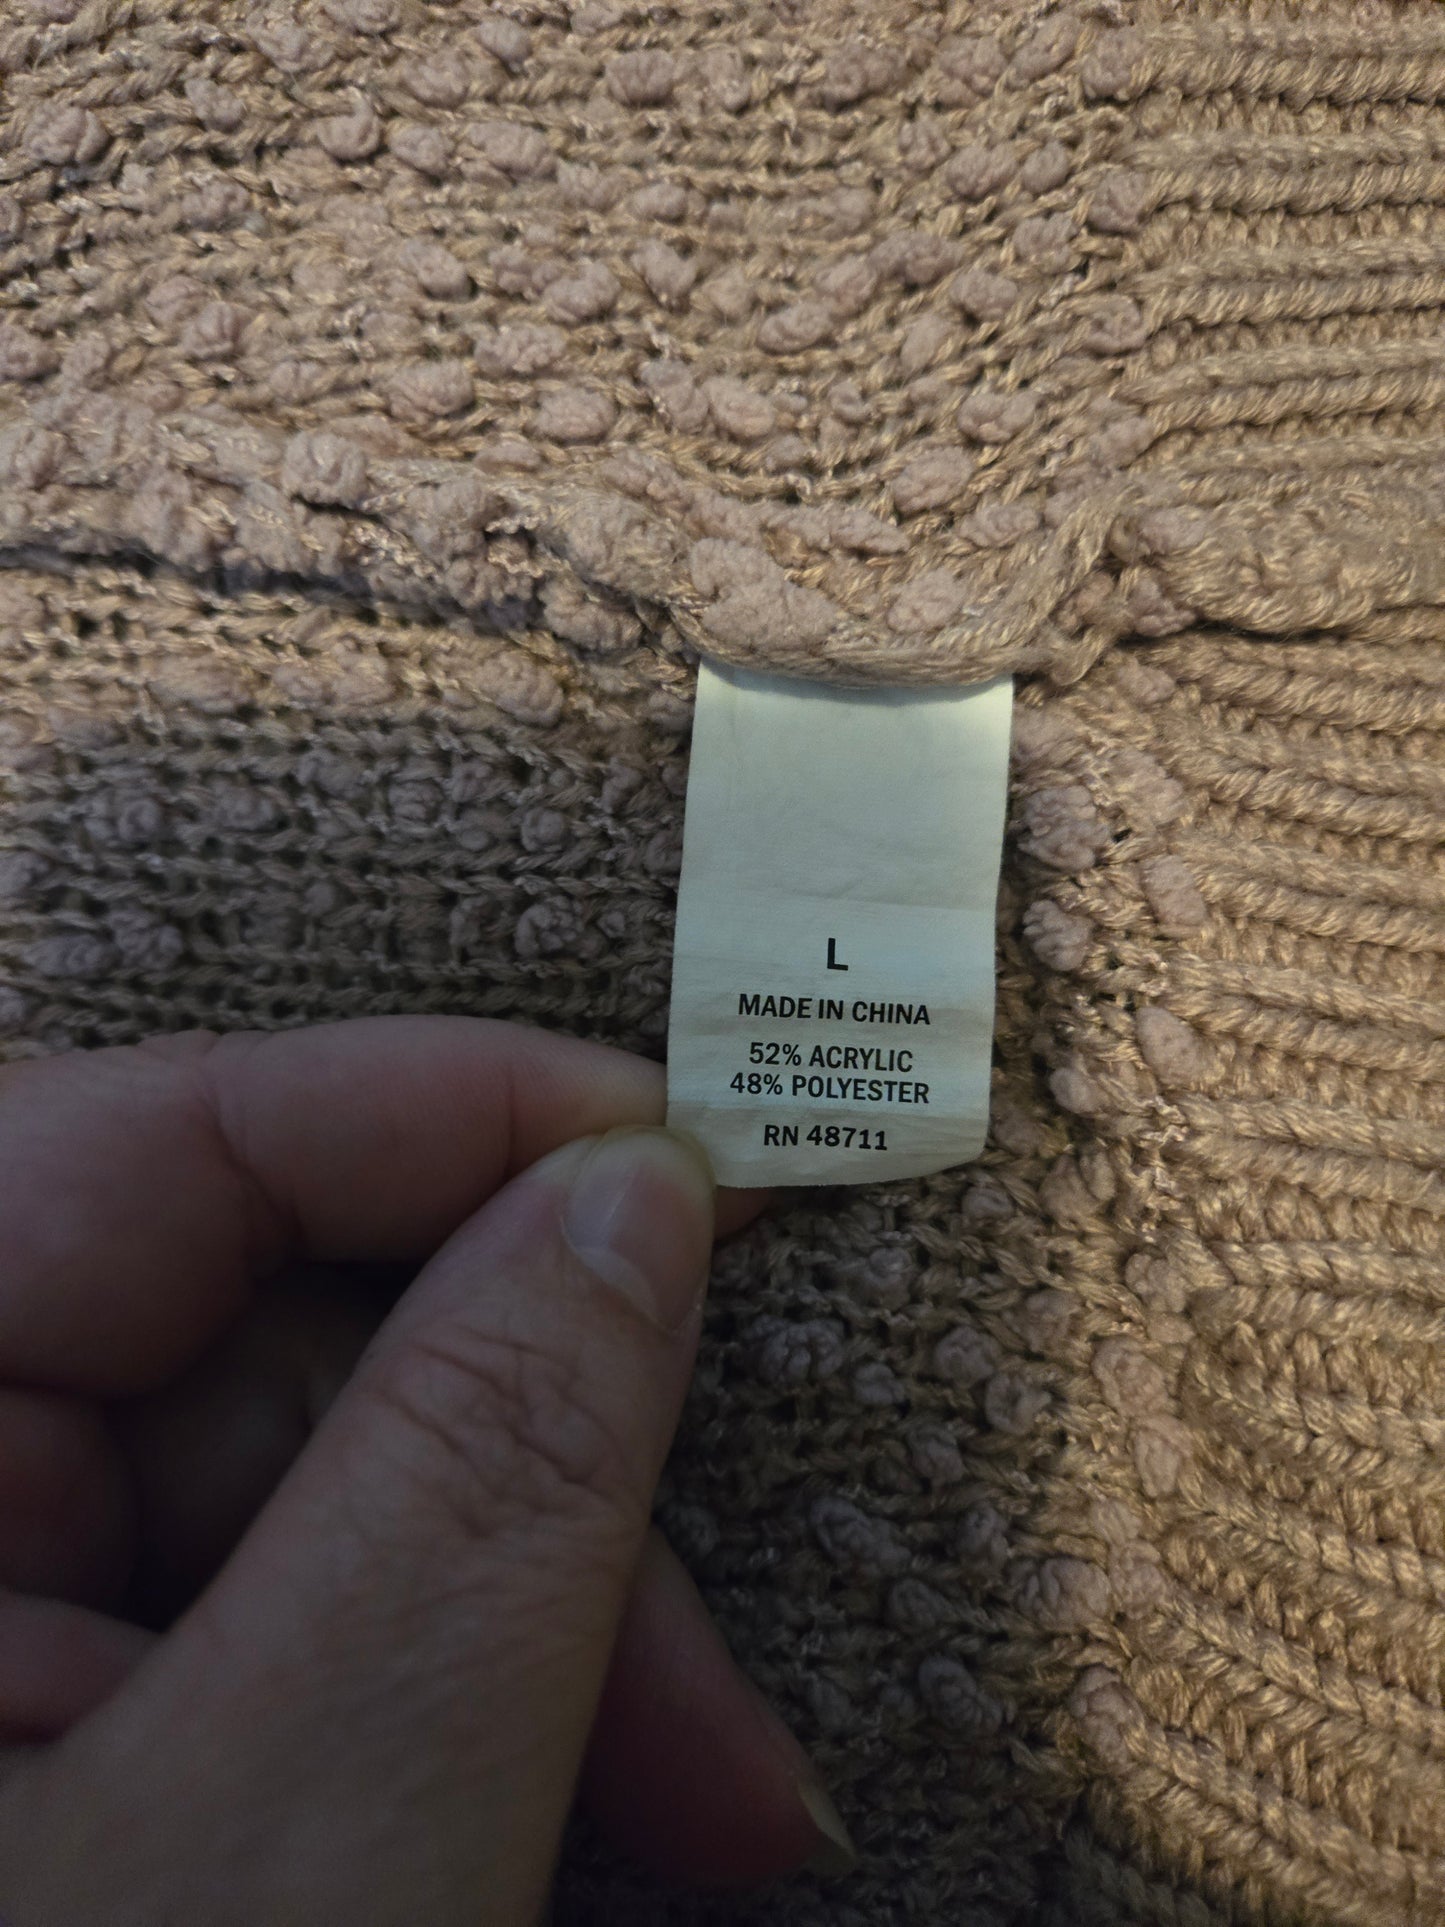 L
MADE IN CHINA
52% ACRYLIC
48% POLYESTER
RN 48711